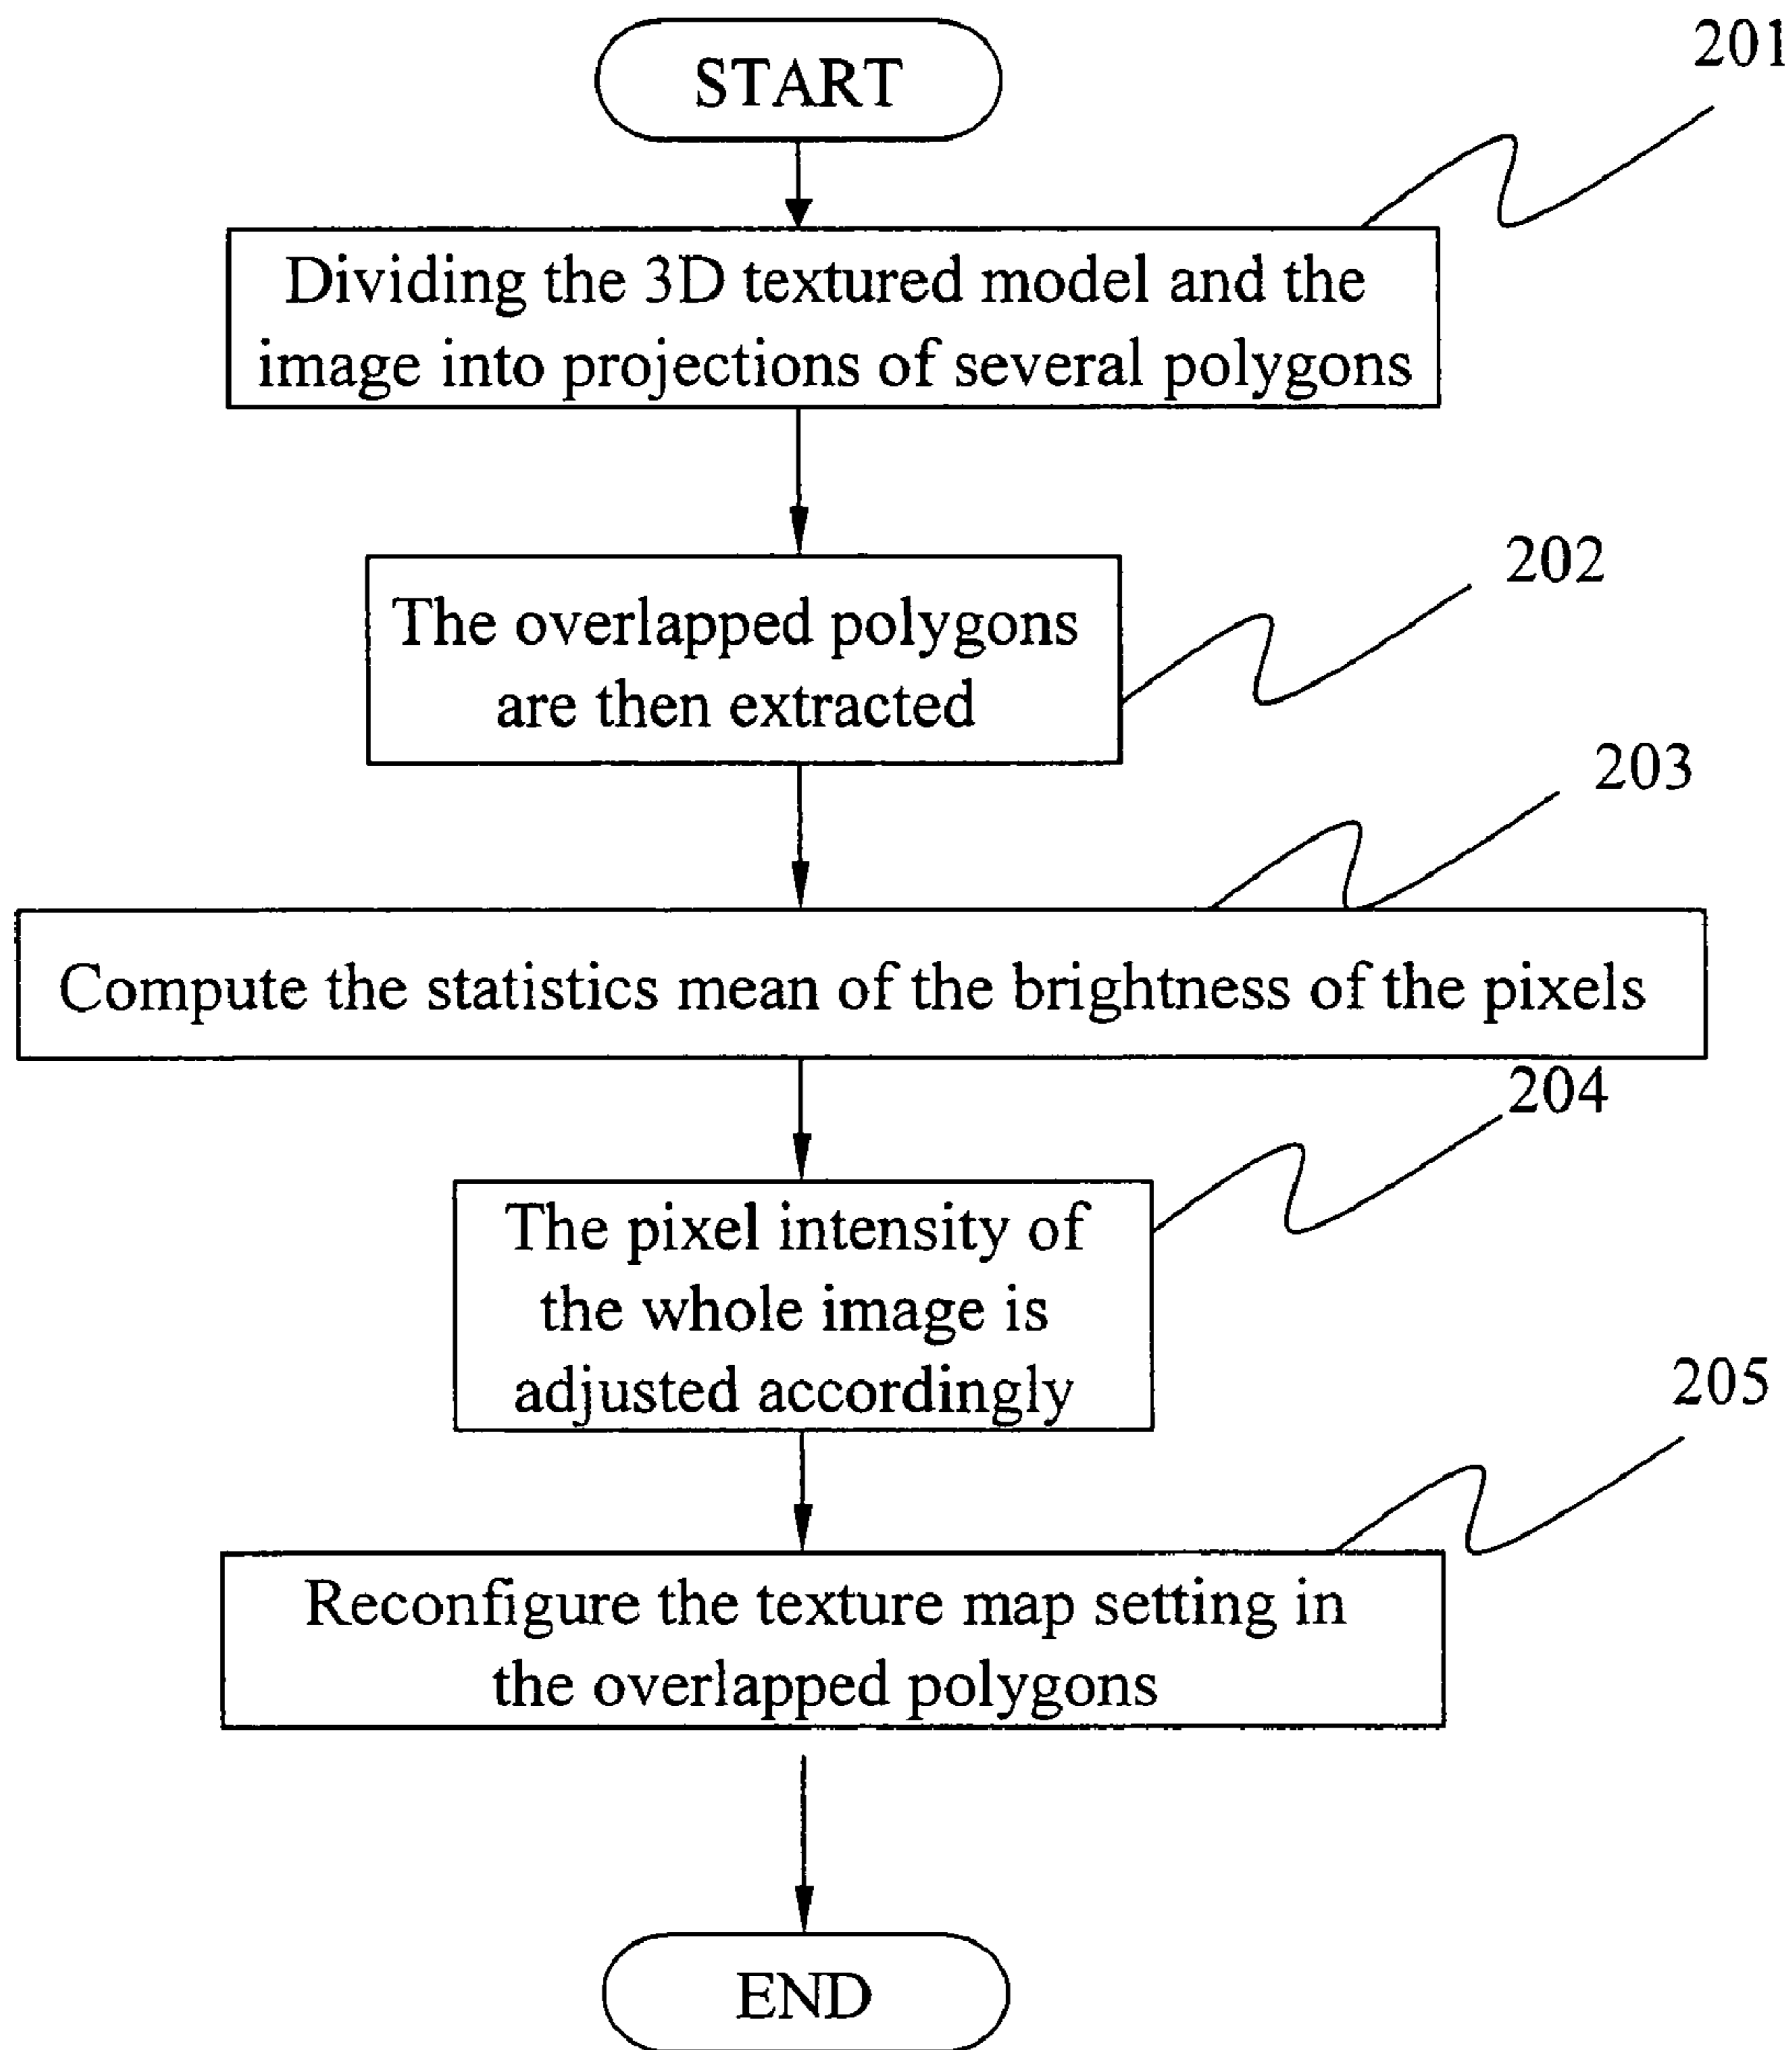 START
201
Dividing the 3D textured model and the
image into projections of several polygons
202
The overlapped polygons
are then extracted
203
Compute the statistics mean of the brightness of the pixels
204
The pixel intensity of
the whole image is
adjusted accordingly
205
Reconfigure the texture map setting in
the overlapped polygons
END